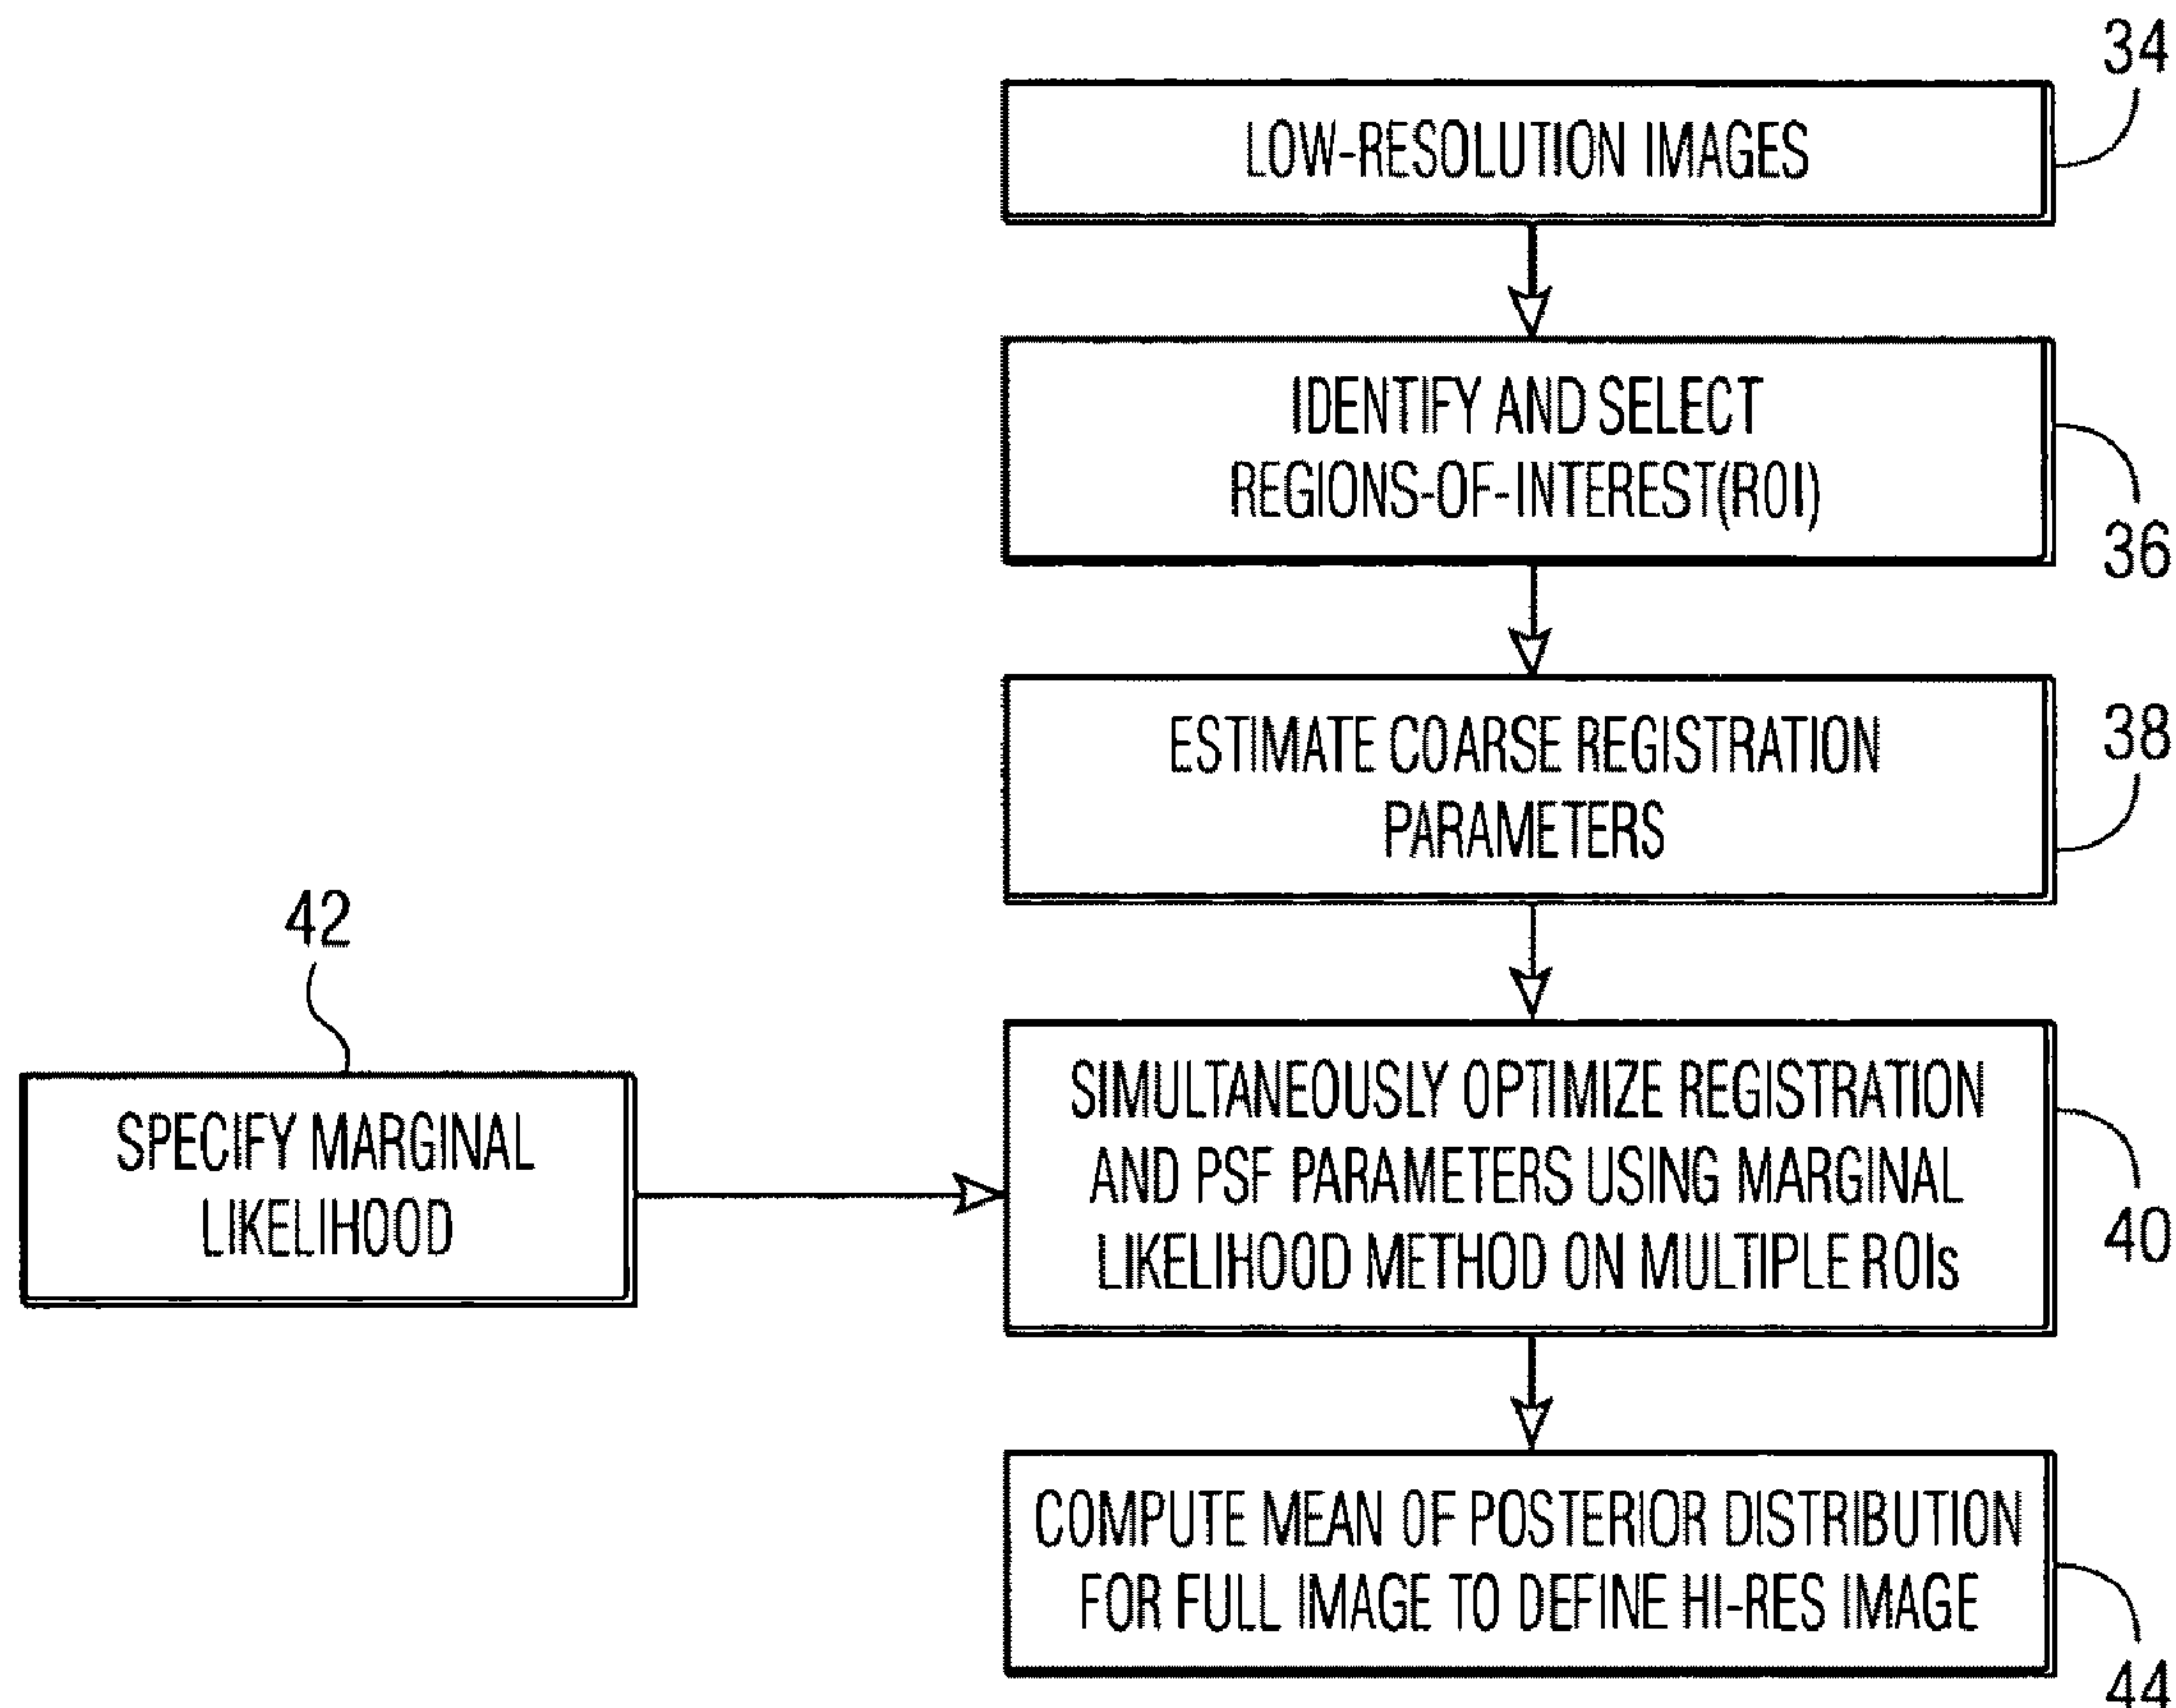 34
LOW-RESOLUTION IMAGES
IDENTIFY AND SELECT
REGIONS-OF-INTEREST(ROI)
36
ESTIMATE COARSE REGISTRATION
PARAMETERS
38
42
SPECIFY MARGINAL
LIKELIHOOD
SIMULTANEOUSLY OPTIMIZE REGISTRATION
AND PSF PARAMETERS USING MARGINAL
LIKELIHOOD METHOD ON MULTIPLE ROIs
40
COMPUTE MEAN OF POSTERIOR DISTRIBUTION
FOR FULL IMAGE TO DEFINE HI-RES IMAGE
44